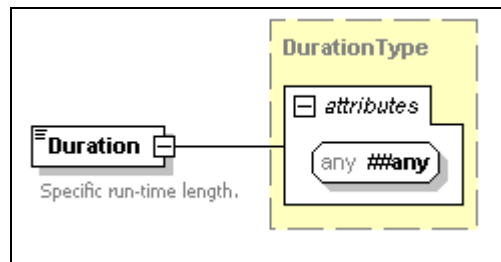 DurationType
attributes
any ##any
Duration
Specific run-time length.